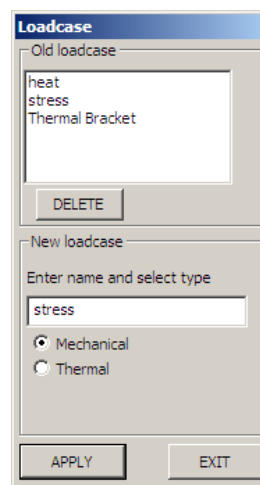 Loadcase
Old loadcase
heat
stress
Thermal Bracket
DELETE
New loadcase
Enter name and select type
stress
Mechanical
Thermal
APPLY EXIT